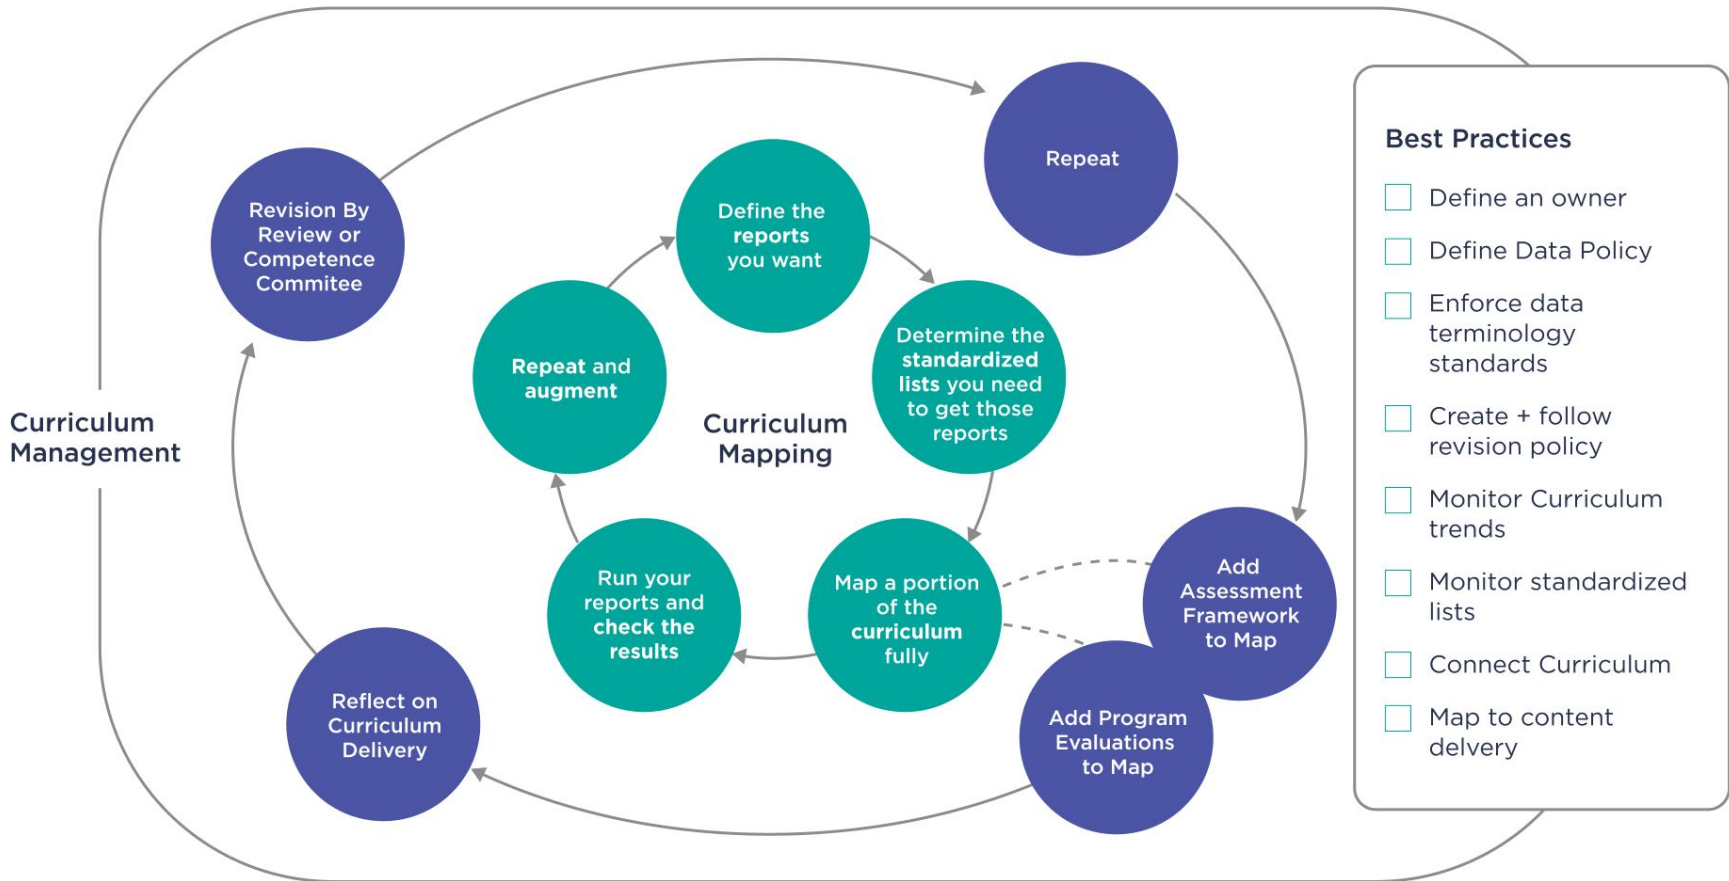 Curriculum
Management
Revision By
Review or
Competence
Commitee
Repeat
Define the
reports
you want
Determine the
standardized
lists you need
to get those
reports
Repeat and
augment
Curriculum
Mapping
Run your
reports and
check the
results
Map a portion
of the
curriculum
fully
Add
Assessment
Framework
to Map
Add Program
Evaluations
to Map
Reflect on
Curriculum
Delivery
Best Practices
Define an owner
Define Data Policy
Enforce data
terminology
standards
Create + follow
revision policy
Monitor Curriculum
trends
Monitor standardized
lists
Connect Curriculum
Map to content
delvery